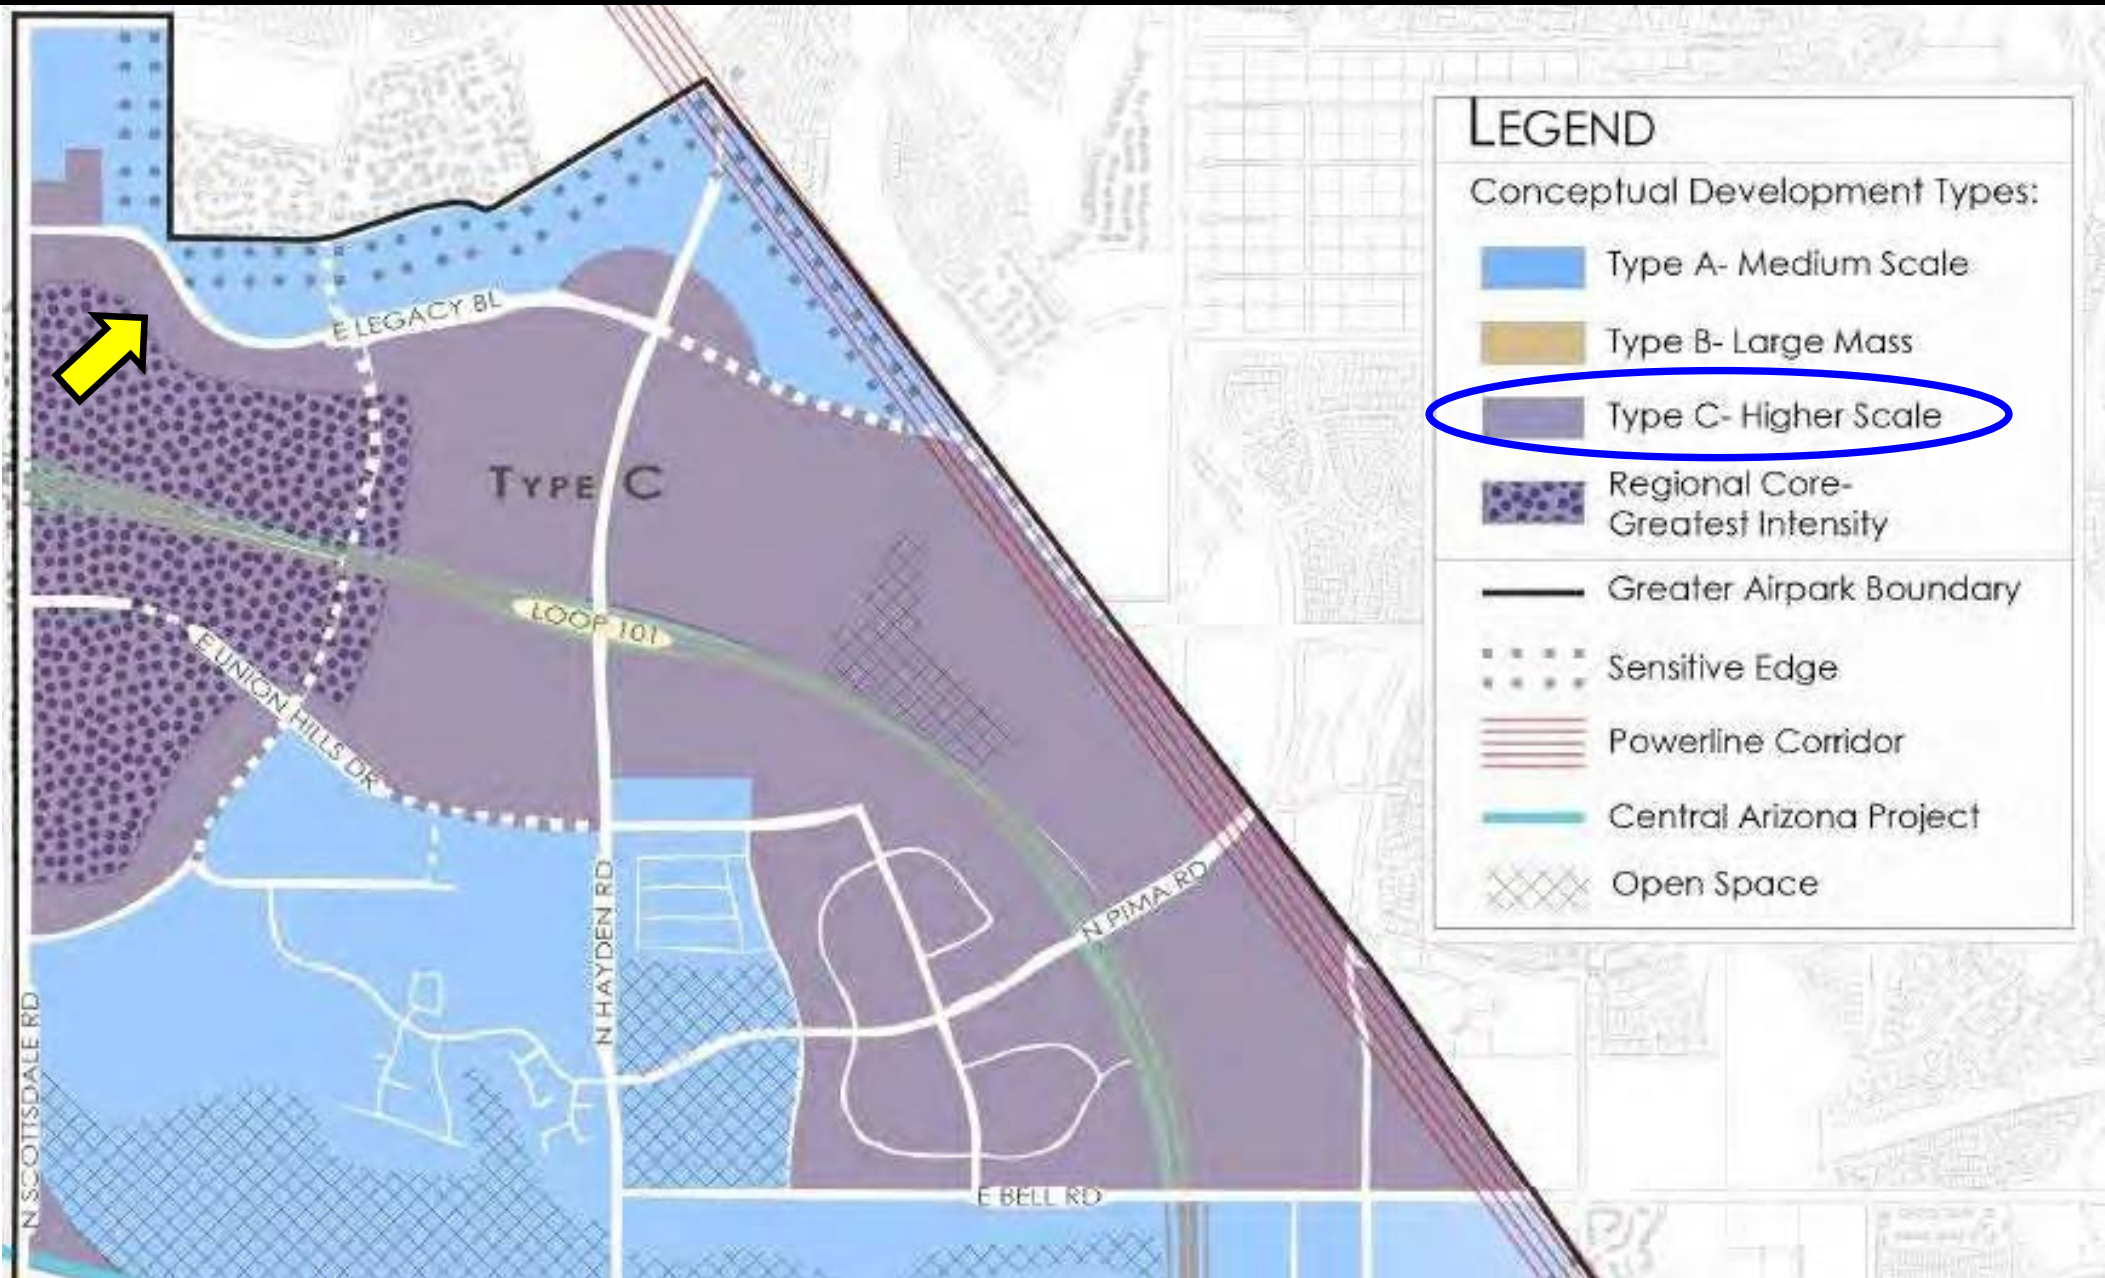 LEGEND
Conceptual Development Types:
Type A- Medium Scale
Type B- Large Mass
Type C- Higher Scale
Regional Core-
Greatest Intensity
Greater Airpark Boundary
Sensitive Edge
Powerline Corridor
Central Arizona Project
Open Space
E LEGACY BL
TYPE C
LOOP 101
E UNION HILLS DR
N HAYDEN RD
N PIMA RD
N SCOTTSDALE RD
E BELL RD